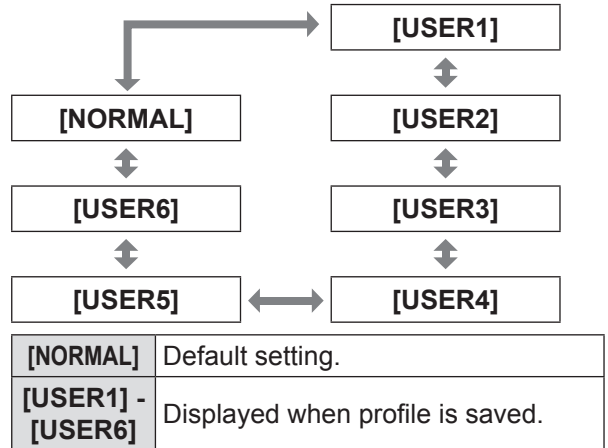 [USER1]
[NORMAL]
[USER2]
[USER6]
[USER3]
[USER5]
[USER4]
[NORMAL] Default setting.
[USER1] -
[USER6]
Displayed when profile is saved.